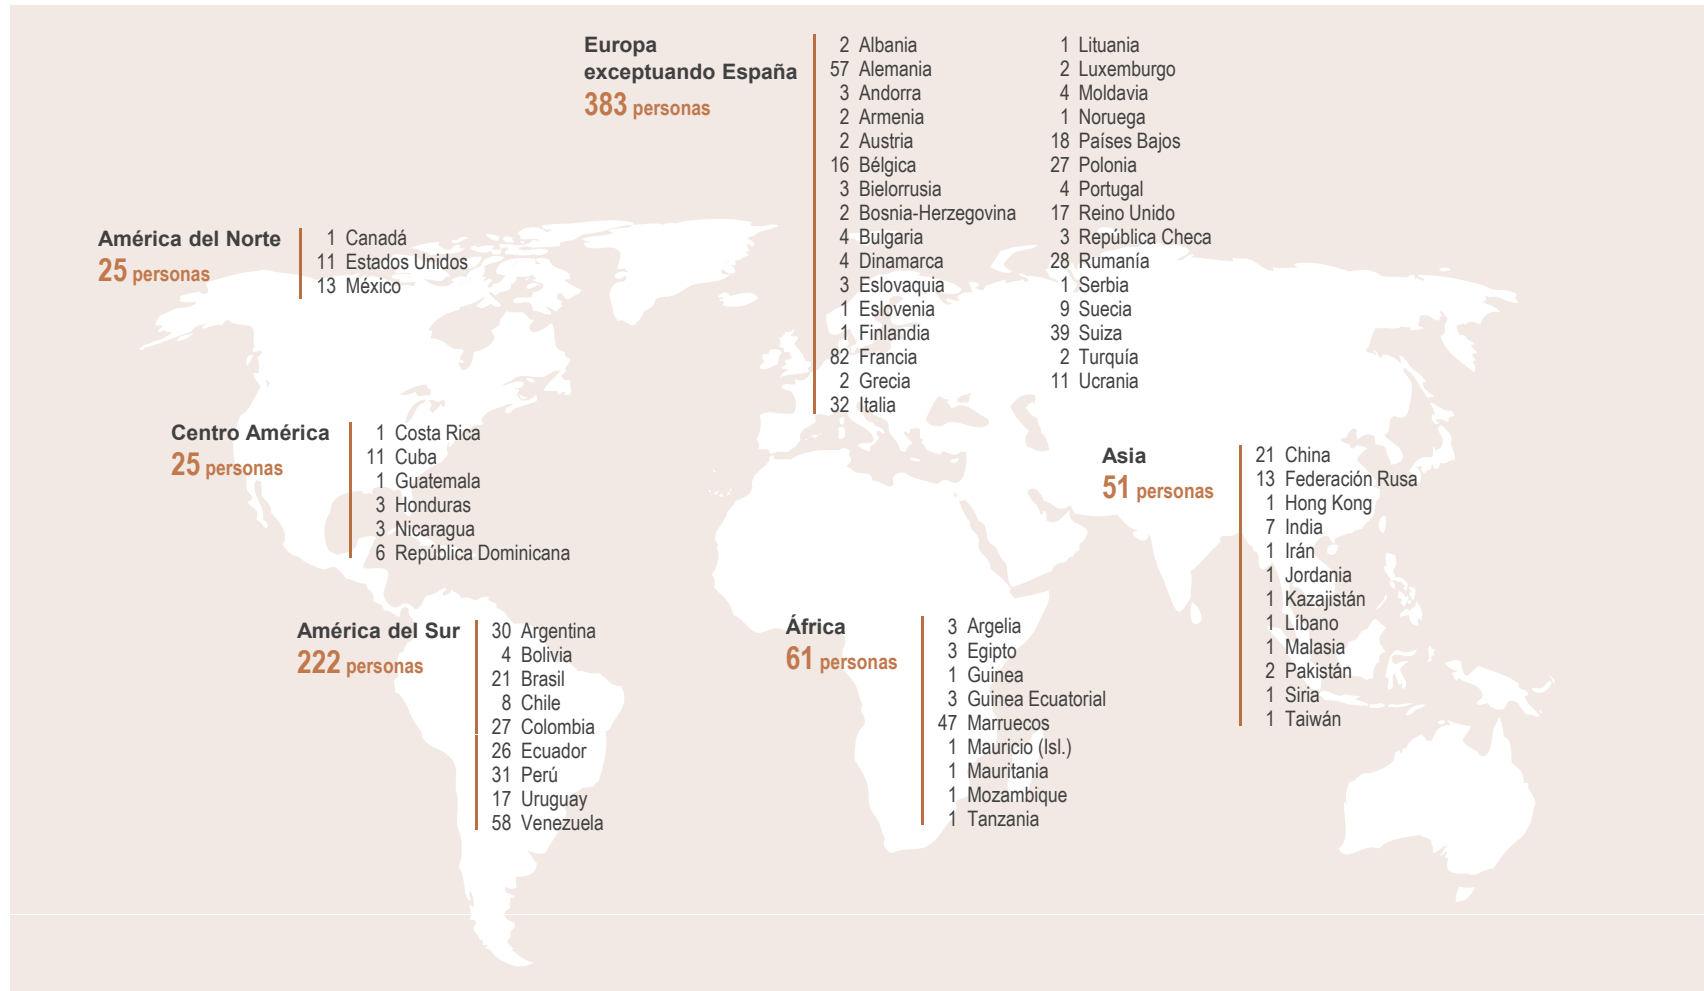 Europa
exceptuando España
383 personas
2 Albania
57 Alemania
3 Andorra
2 Armenia
2 Austria
16 Bélgica
3 Bielorrusia
2 Bosnia-Herzegovina
4 Bulgaria
4 Dinamarca
3 Eslovaquia
1 Eslovenia
1 Finlandia
82 Francia
2 Grecia
32 Italia
1 Lituania
2 Luxemburgo
4 Moldavia
1 Noruega
18 Países Bajos
27 Polonia
4 Portugal
17 Reino Unido
3 República Checa
28 Rumanía
1 Serbia
9 Suecia
39 Suiza
2 Turquía
11 Ucrania
América del Norte
25 personas
1 Canadá
11 Estados Unidos
13 México
Centro América
25 personas
1 Costa Rica
11 Cuba
1 Guatemala
3 Honduras
3 Nicaragua
6 República Dominicana
Asia
51 personas
21 China
13 Federación Rusa
1 Hong Kong
7 India
1 Irán
1 Jordania
1 Kazajistán
1 Líbano
1 Malasia
2 Pakistán
1 Siria
1 Taiwán
América del Sur
222 personas
30 Argentina
4 Bolivia
21 Brasil
8 Chile
27 Colombia
26 Ecuador
31 Perú
17 Uruguay
58 Venezuela
África
61 personas
3 Argelia
3 Egipto
1 Guinea
3 Guinea Ecuatorial
47 Marruecos
1 Mauricio (Isl.)
1 Mauritania
1 Mozambique
1 Tanzania